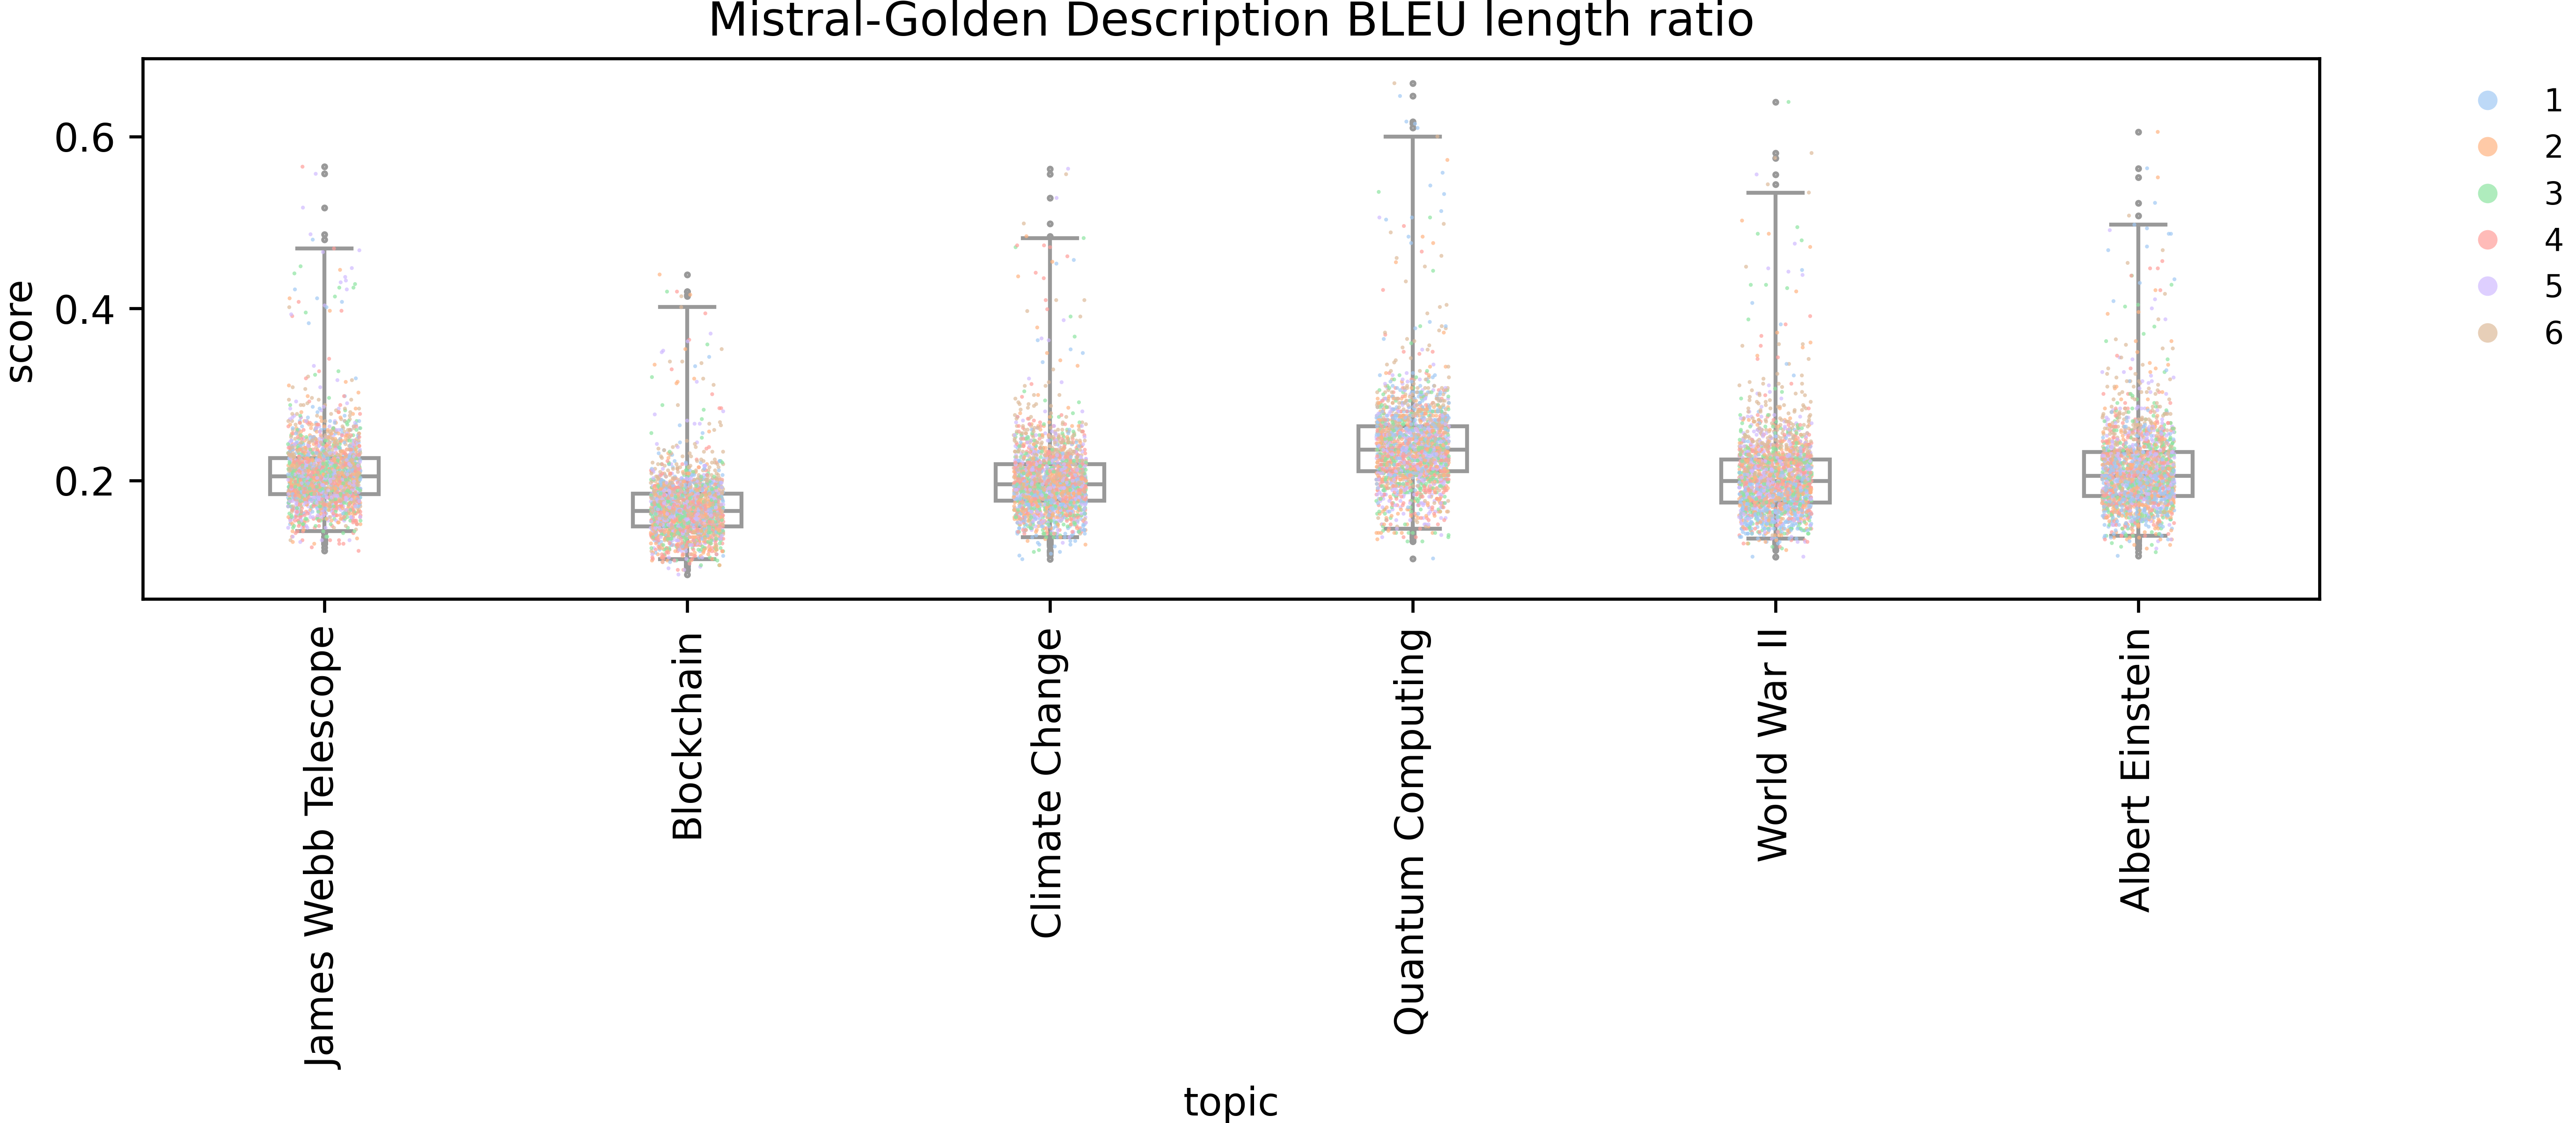 Mistral-Golden Description BLEU length ratio
score
0.6
0.4
0.2
1
2
3
4
5
6
James Webb Telescope
Blockchain
Climate Change
Quantum Computing
World War II
Albert Einstein
topic